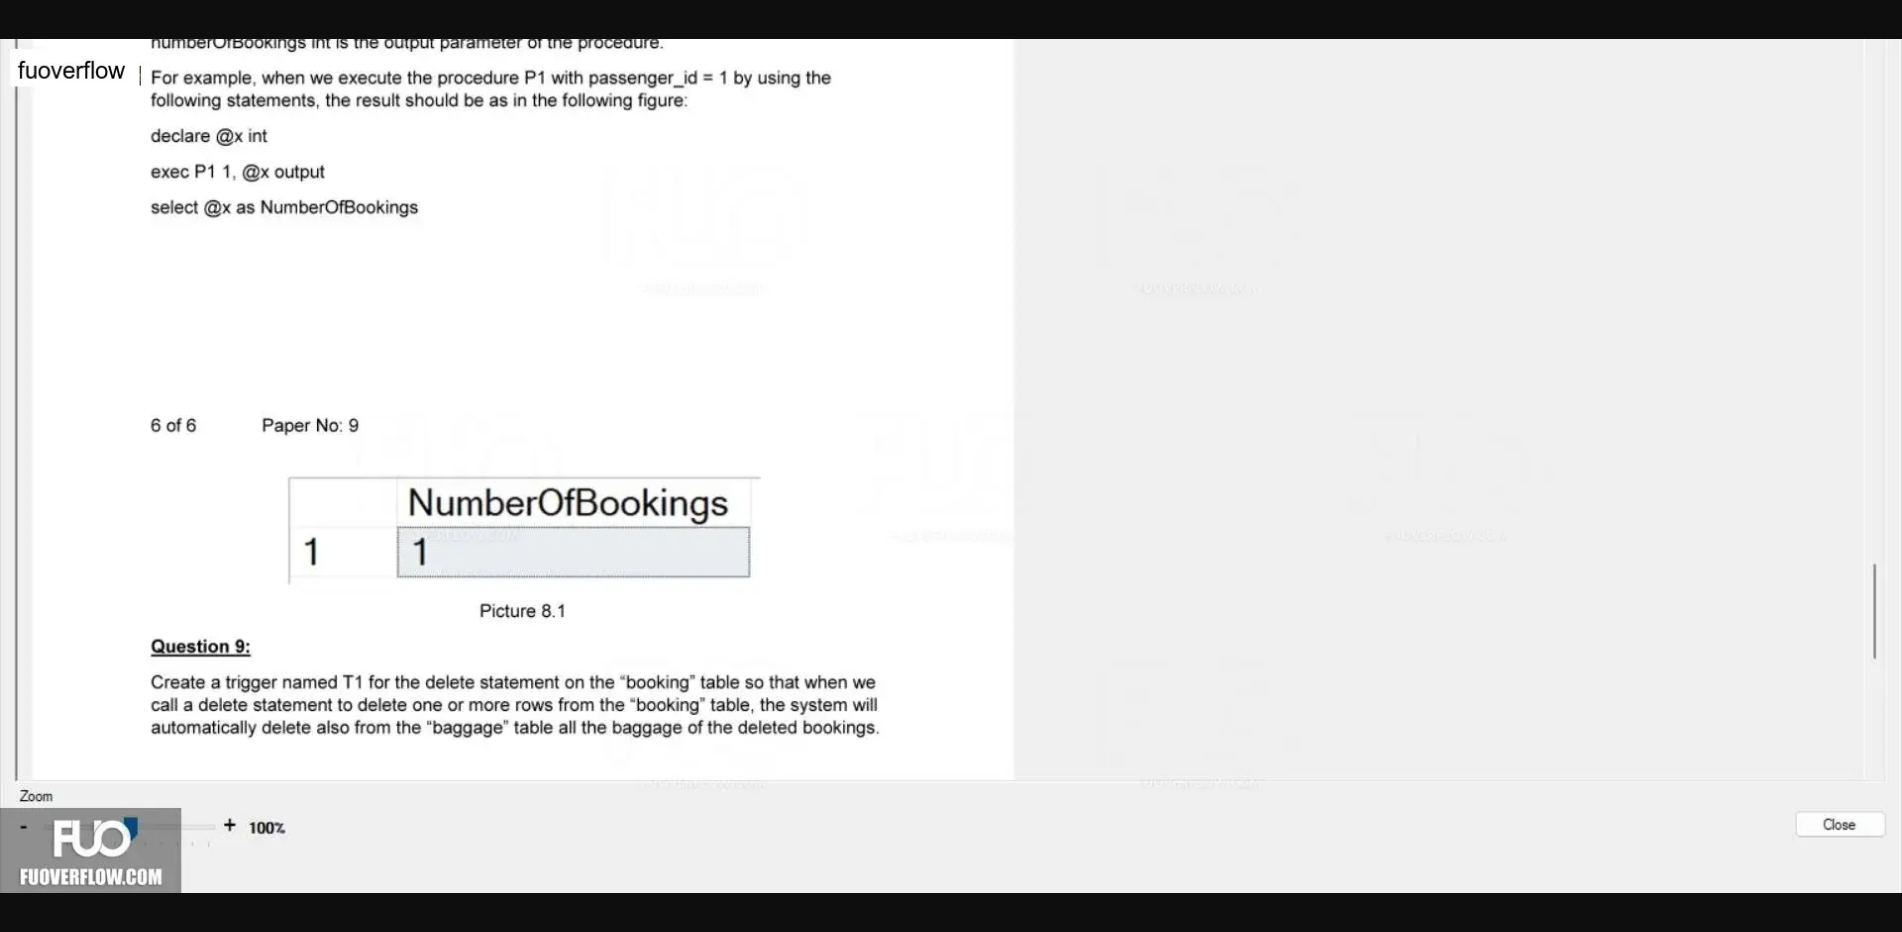 numberOfBookings int is the output parameter of the procedure.
fuoverflow
For example, when we execute the procedure P1 with passenger_id = 1 by using the
following statements, the result should be as in the following figure:
declare @x int
exec P1 1, @x output
select @x as NumberOfBookings
6 of 6 Paper No: 9
NumberOfBookings
1 1
Picture 8.1
Question 9:
Create a trigger named T1 for the delete statement on the “booking” table so that when we
call a delete statement to delete one or more rows from the “booking” table, the system will
automatically delete also from the “baggage” table all the baggage of the deleted bookings.
Zoom
- + 100%
Close
FUO
FUOVERFLOW.COM